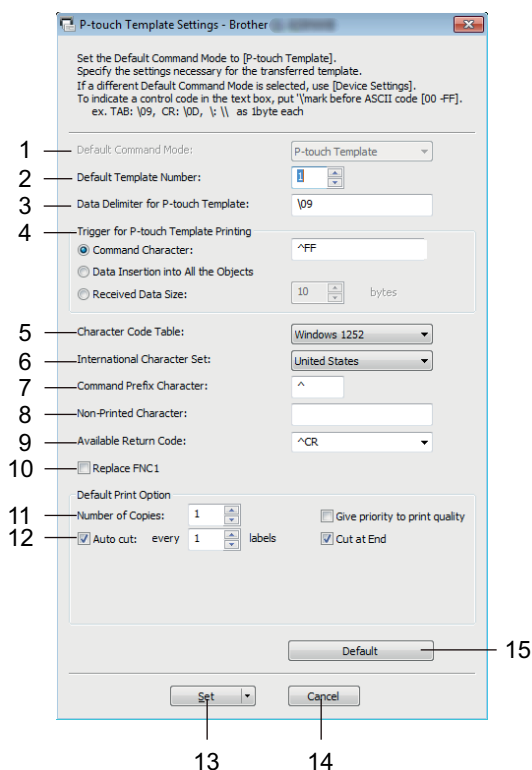 P-touch Template Settings - Brother
Set the Default Command Mode to [P-touch Template].
Specify the settings necessary for the transferred template.
If a different Default Command Mode is selected, use [Device Settings].
To indicate a control code in the text box, put '\'mark before ASCII code [00 -FF].
ex. TAB: \09, CR: \0D, \: \\ as 1byte each
1 Default Command Mode: P-touch Template
2 Default Template Number: 1
3 Data Delimiter for P-touch Template: \09
4 Trigger for P-touch Template Printing
Command Character: ^FF
Data Insertion into All the Objects
Received Data Size: 10 bytes
5 Character Code Table: Windows 1252
6 International Character Set: United States
7 Command Prefix Character: ^
8 Non-Printed Character:
9 Available Return Code: ^CR
10 Replace FNC1
Default Print Option
11 Number of Copies: 1 Give priority to print quality
12 Auto cut: every 1 labels Cut at End
Default 15
Set Cancel
13 14